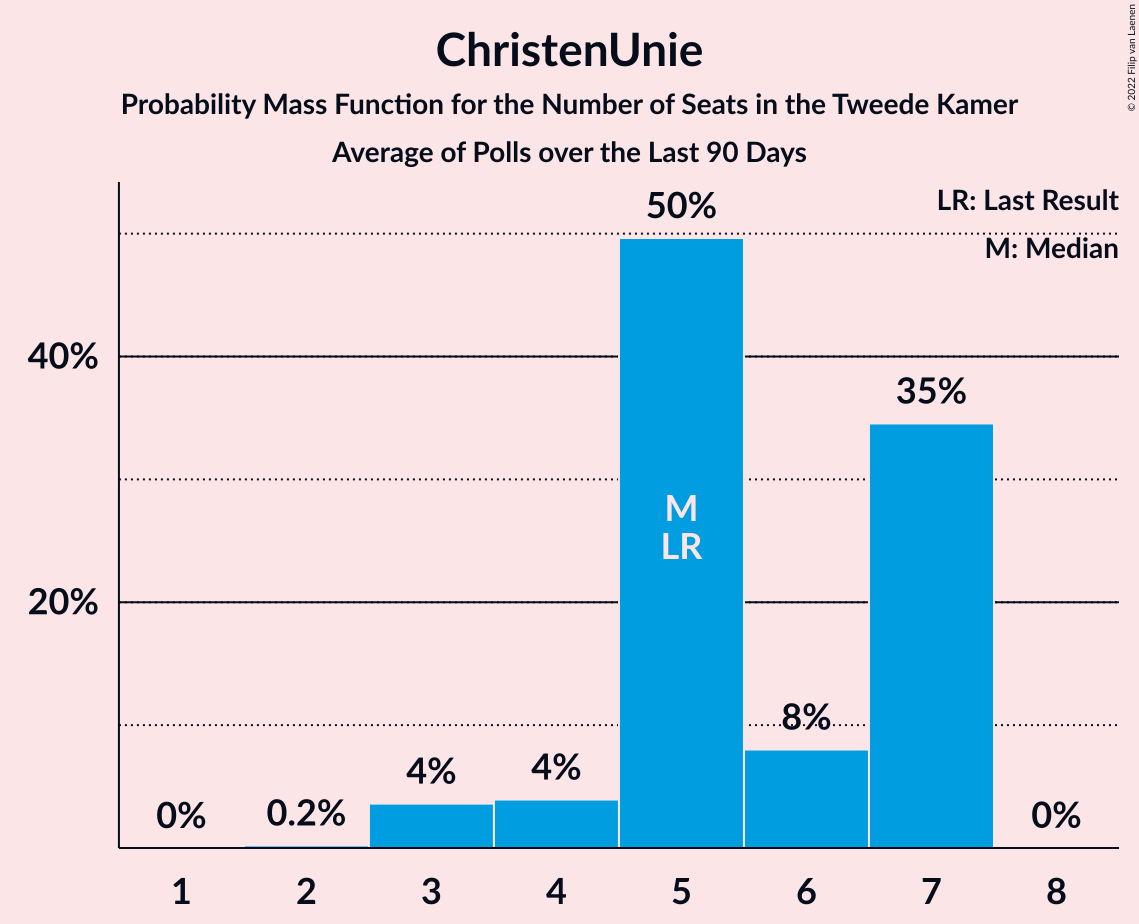 ChristenUnie
Probability Mass Function for the Number of Seats in the Tweede Kamer
Average of Polls over the Last 90 Days
© 2022 Filip van Laenen
LR: Last Result
M: Median
50%
40%
35%
M
LR
20%
8%
4%
4%
0%
0.2%
0%
1 2 3 4 5 6 7 8